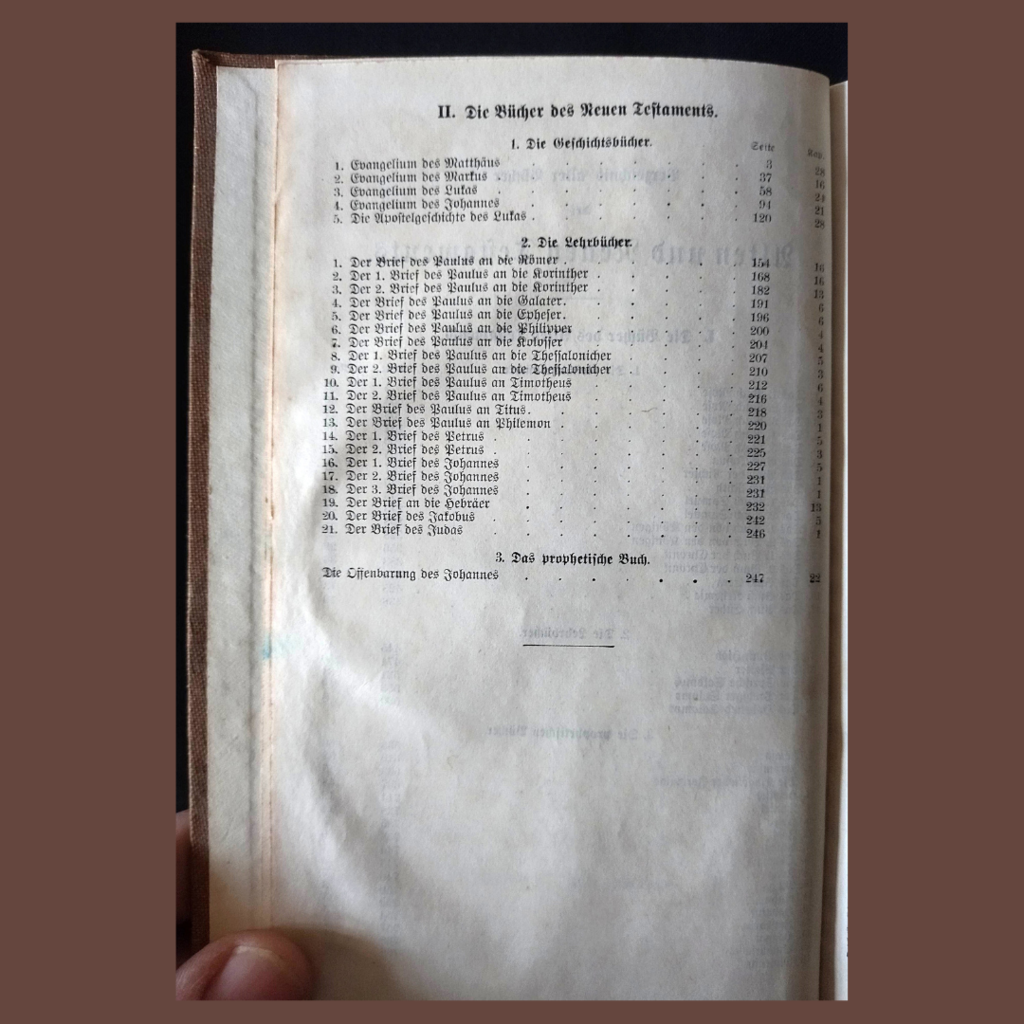 II. Die Bücher des Neuen Testaments.
1. Die Geschichtsbücher.
Seite Kap.
1. Evangelium des Matthäus . . . . . . . 3 28
2. Evangelium des Markus . . . . . . . 37 16
3. Evangelium des Lukas . . . . . . . . 58 24
4. Evangelium des Johannes . . . . . . . 94 21
5. Die Apostelgeschichte des Lukas . . . . . . . 120 28
2. Die Lehrbücher.
1. Der Brief des Paulus an die Römer . . . . . . 154 16
2. Der 1. Brief des Paulus an die Korinther . . . . . 168 16
3. Der 2. Brief des Paulus an die Korinther . . . . . 182 13
4. Der Brief des Paulus an die Galater. . . . . . 191 6
5. Der Brief des Paulus an die Epheser. . . . . . 196 6
6. Der Brief des Paulus an die Philipper . . . . . 200 4
7. Der Brief des Paulus an die Kolosser . . . . . 204 4
8. Der 1. Brief des Paulus an die Thessalonicher . . . . 207 5
9. Der 2. Brief des Paulus an die Thessalonicher . . . . 210 3
10. Der 1. Brief des Paulus an Timotheus . . . . . 212 6
11. Der 2. Brief des Paulus an Timotheus . . . . . 216 4
12. Der Brief des Paulus an Titus. . . . . . . 218 3
13. Der Brief des Paulus an Philemon . . . . . . 220 1
14. Der 1. Brief des Petrus . . . . . . . . 221 5
15. Der 2. Brief des Petrus . . . . . . . . 225 3
16. Der 1. Brief des Johannes . . . . . . . 227 5
17. Der 2. Brief des Johannes . . . . . . . 231 1
18. Der 3. Brief des Johannes . . . . . . . 231 1
19. Der Brief an die Hebräer . . . . . . . 232 13
20. Der Brief des Jakobus . . . . . . . . 242 5
21. Der Brief des Judas . . . . . . . . 246 1
3. Das prophetische Buch.
Die Offenbarung des Johannes . . . . . . . 247 22